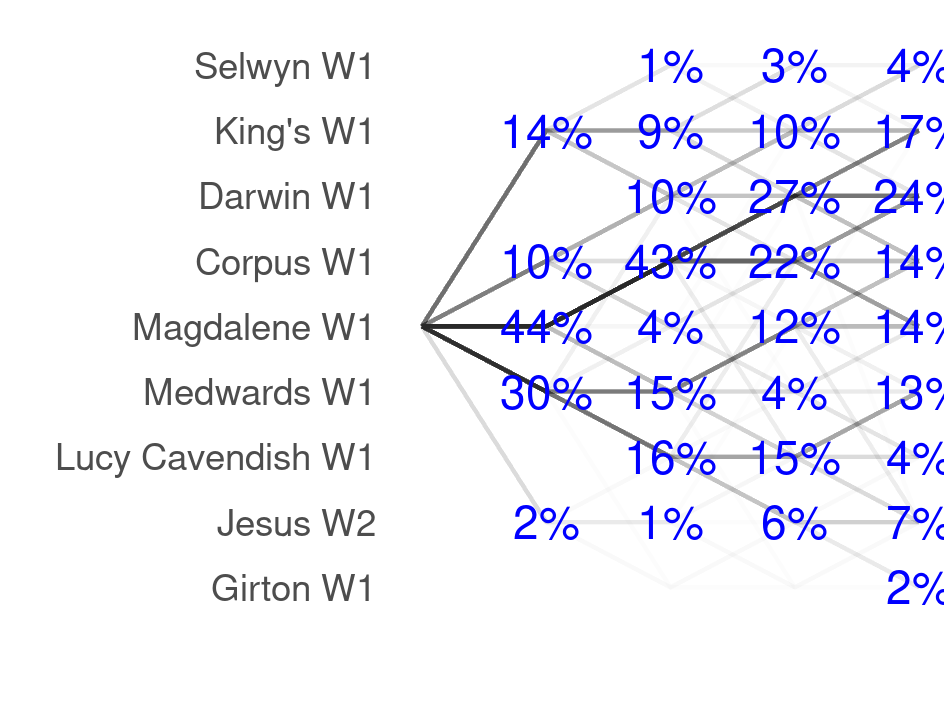 Selwyn W1 1% 3% 4%
King's W1 14% 9% 10% 17%
Darwin W1 10% 27% 24%
Corpus W1 10% 43% 22% 14%
Magdalene W1 44% 4% 12% 14%
Medwards W1 30% 15% 4% 13%
Lucy Cavendish W1 16% 15% 4%
Jesus W2 2% 1% 6% 7%
Girton W1 2%